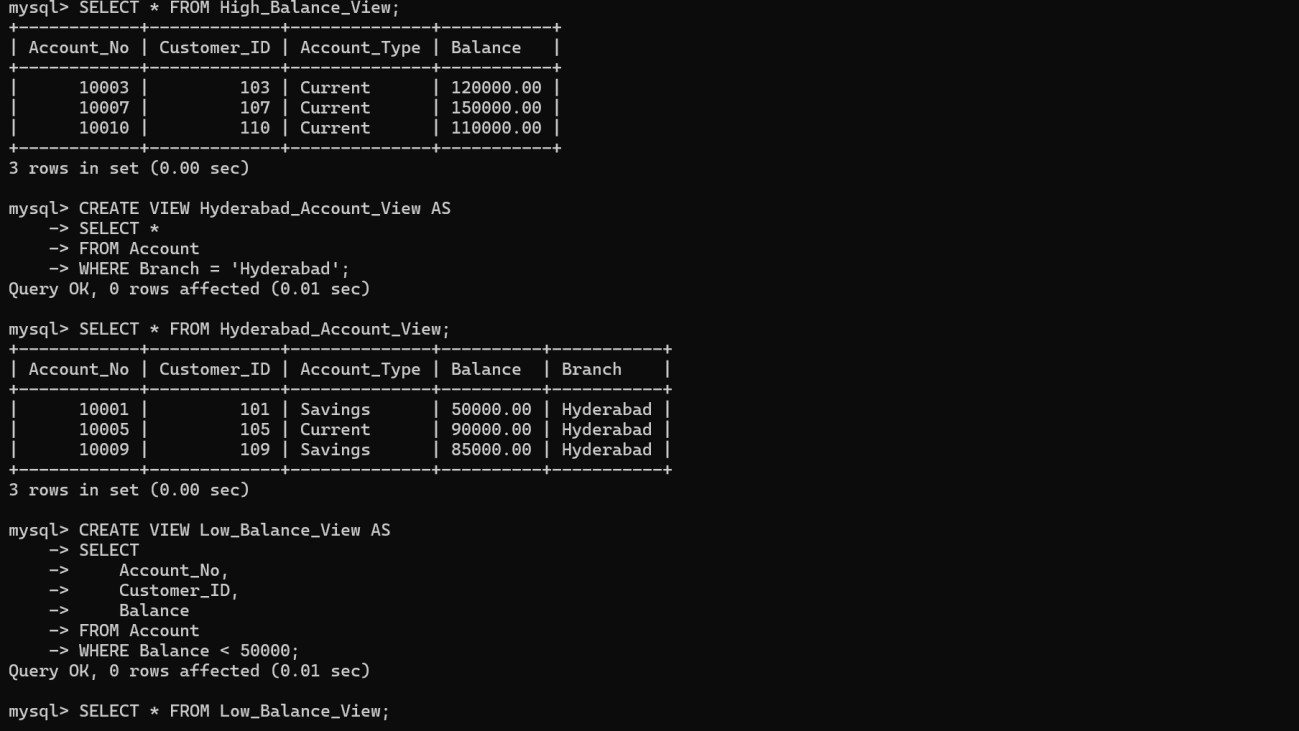 mysql> SELECT * FROM High_Balance_View;
+------------+-------------+--------------+-----------+
| Account_No | Customer_ID | Account_Type | Balance   |
+------------+-------------+--------------+-----------+
|      10003 |         103 | Current      | 120000.00 |
|      10007 |         107 | Current      | 150000.00 |
|      10010 |         110 | Current      | 110000.00 |
+------------+-------------+--------------+-----------+
3 rows in set (0.00 sec)

mysql> CREATE VIEW Hyderabad_Account_View AS
    -> SELECT *
    -> FROM Account
    -> WHERE Branch = 'Hyderabad';
Query OK, 0 rows affected (0.01 sec)

mysql> SELECT * FROM Hyderabad_Account_View;
+------------+-------------+--------------+----------+-----------+
| Account_No | Customer_ID | Account_Type | Balance  | Branch    |
+------------+-------------+--------------+----------+-----------+
|      10001 |         101 | Savings      | 50000.00 | Hyderabad |
|      10005 |         105 | Current      | 90000.00 | Hyderabad |
|      10009 |         109 | Savings      | 85000.00 | Hyderabad |
+------------+-------------+--------------+----------+-----------+
3 rows in set (0.00 sec)

mysql> CREATE VIEW Low_Balance_View AS
    -> SELECT
    ->     Account_No,
    ->     Customer_ID,
    ->     Balance
    -> FROM Account
    -> WHERE Balance < 50000;
Query OK, 0 rows affected (0.01 sec)

mysql> SELECT * FROM Low_Balance_View;